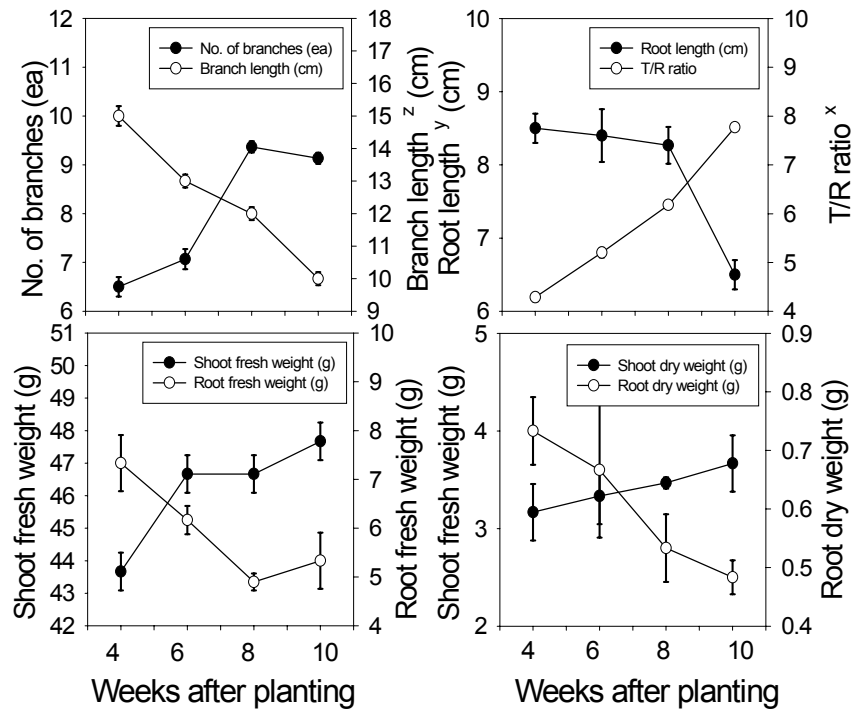 No. of branches (ea)
12
11
10
9
8
7
6
No. of branches (ea)
Branch length (cm)
18
17
16
15
14
13
12
11
10
9
Branch length z (cm)
Root length y (cm)
10
9
8
7
6
Root length (cm)
T/R ratio
10
9
8
7
6
5
4
T/R ratio x
Shoot fresh weight (g)
51
50
49
48
47
46
45
44
43
42
Shoot fresh weight (g)
Root fresh weight (g)
10
9
8
7
6
5
4
Root fresh weight (g)
4 6 8 10
Weeks after planting
Shoot fresh weight (g)
5
4
3
2
Shoot dry weight (g)
Root dry weight (g)
0.9
0.8
0.7
0.6
0.5
0.4
Root dry weight (g)
4 6 8 10
Weeks after planting